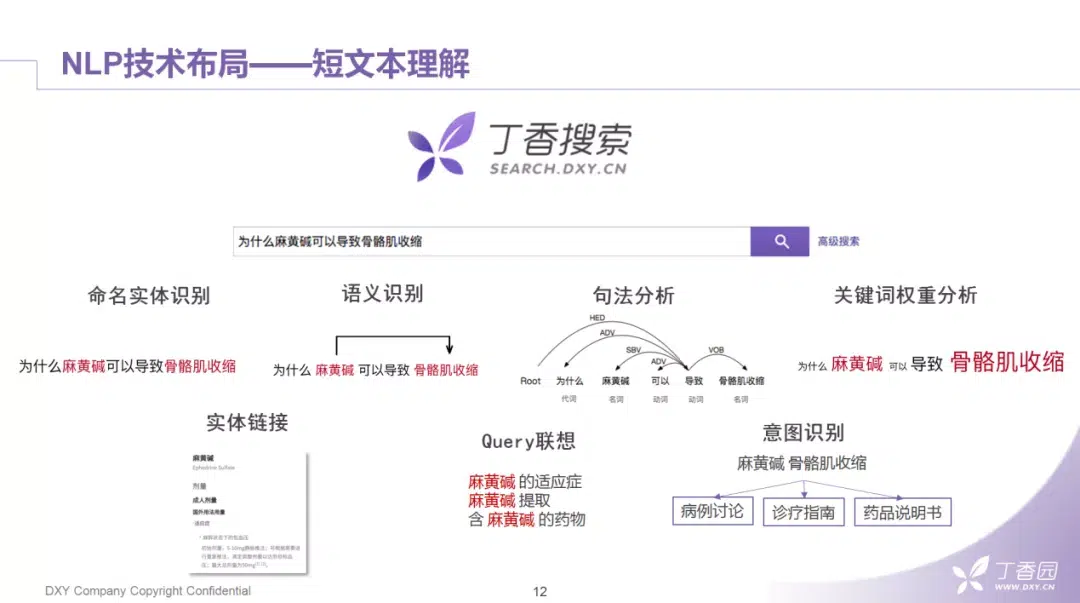 NLP技术布局——短文本理解
丁香搜索
SEARCH.DXY.CN
为什么麻黄碱可以导致骨骼肌收缩
高级搜索
命名实体识别
语义识别
句法分析
关键词权重分析
为什么麻黄碱可以导致骨骼肌收缩
为什么 麻黄碱 可以导致 骨骼肌收缩
HED
ADV
SBV
ADV
VOB
Root 为什么 麻黄碱 可以 导致 骨骼肌收缩
代词 名词 动词 动词 名词
为什么 麻黄碱 可以 导致 骨骼肌收缩
实体链接
麻黄碱
Ephedrine Sulfate
剂量
成人剂量
国外用法用量
Query联想
麻黄碱 的适应症
麻黄碱 提取
含 麻黄碱 的药物
意图识别
麻黄碱 骨骼肌收缩
病例讨论
诊疗指南
药品说明书
DXY Company Copyright Confidential
12
丁香园
WWW.DXY.CN